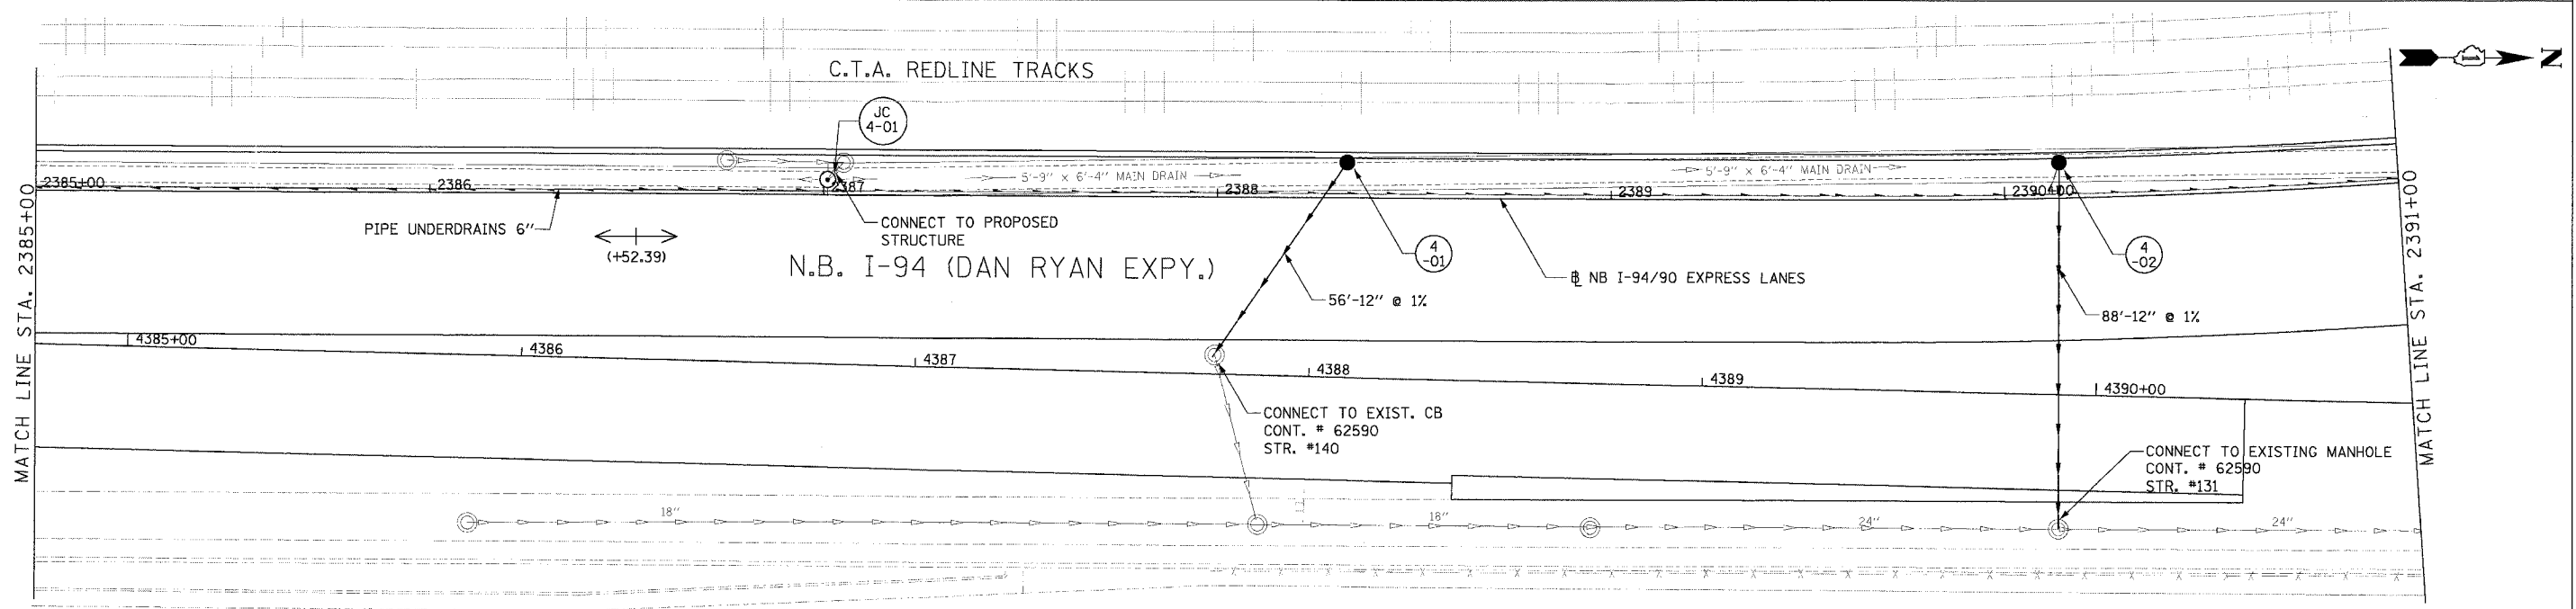 C.T.A. REDLINE TRACKS
N
JC
4-01
5'-9" x 6'-4" MAIN DRAIN
5'-9" x 6'-4" MAIN DRAIN
2385+00
2386
2387
2388
2389
2390+00
PIPE UNDERDRAINS 6"
CONNECT TO PROPOSED
STRUCTURE
(+52.39)
N.B. I-94 (DAN RYAN EXPY.)
4
-01
4
-02
NB I-94/90 EXPRESS LANES
56'-12" @ 1%
88'-12" @ 1%
MATCH LINE STA. 2385+00
MATCH LINE STA. 2391+00
4385+00
4386
4387
4388
4389
4390+00
CONNECT TO EXIST. CB
CONT. # 62590
STR. #140
CONNECT TO EXISTING MANHOLE
CONT. # 62590
STR. #131
18"
18"
24"
24"